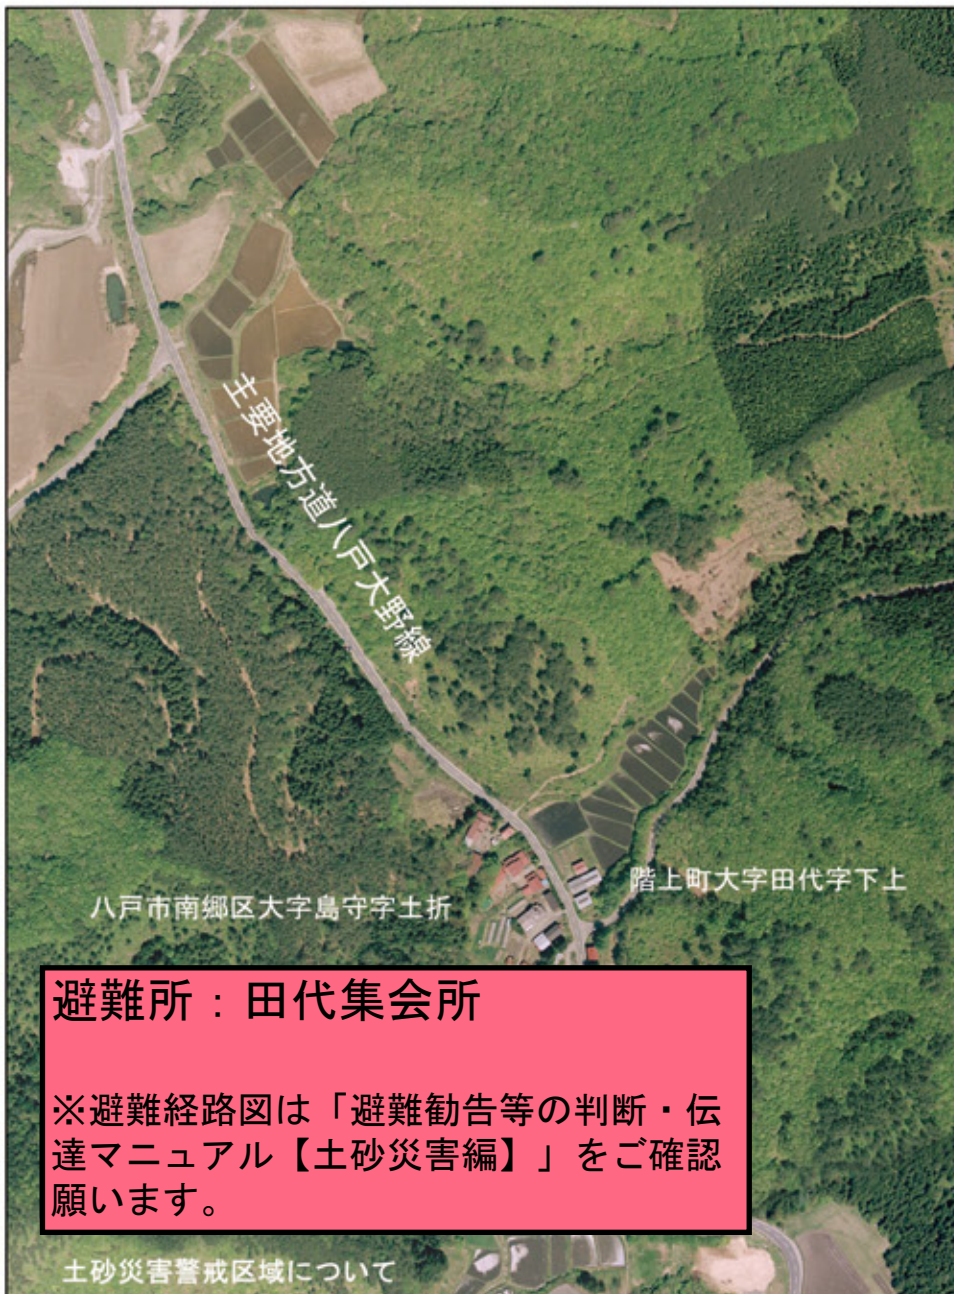 主要地方道八戸大野線
階上町大字田代字下上
八戸市南郷区大字島守字土折
避難所：田代集会所
※避難経路図は「避難勧告等の判断・伝
達マニュアル【土砂災害編】」をご確認
願います。
土砂災害警戒区域について